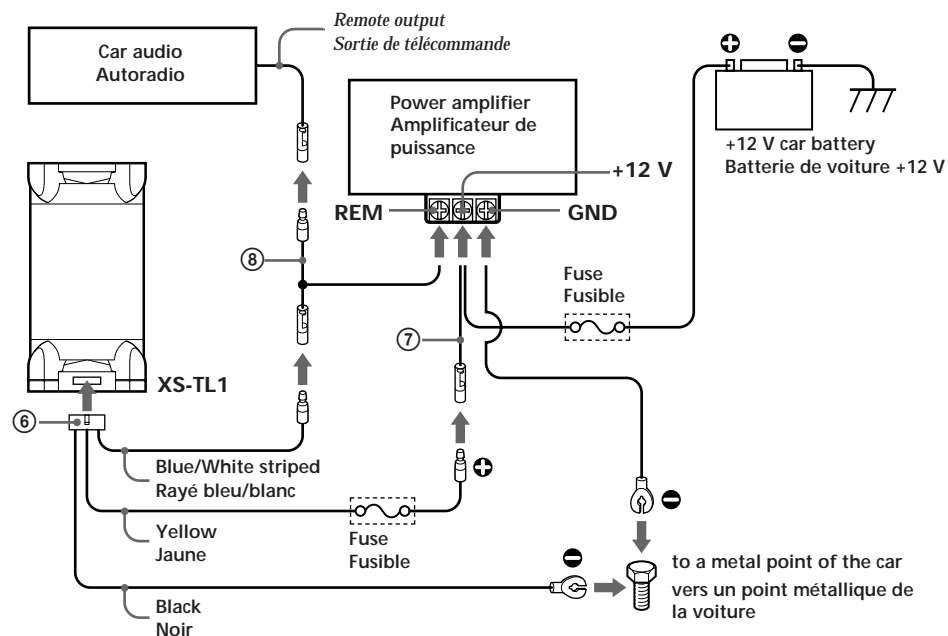 Remote output
Sortie de télécommande
Car audio
Autoradio
Power amplifier
Amplificateur de
puissance
+12 V
REM
GND
+12 V car battery
Batterie de voiture +12 V
8
Fuse
Fusible
7
XS-TL1
6
Blue/White striped
Rayé bleu/blanc
Yellow
Jaune
Fuse
Fusible
Black
Noir
to a metal point of the car
vers un point métallique de
la voiture